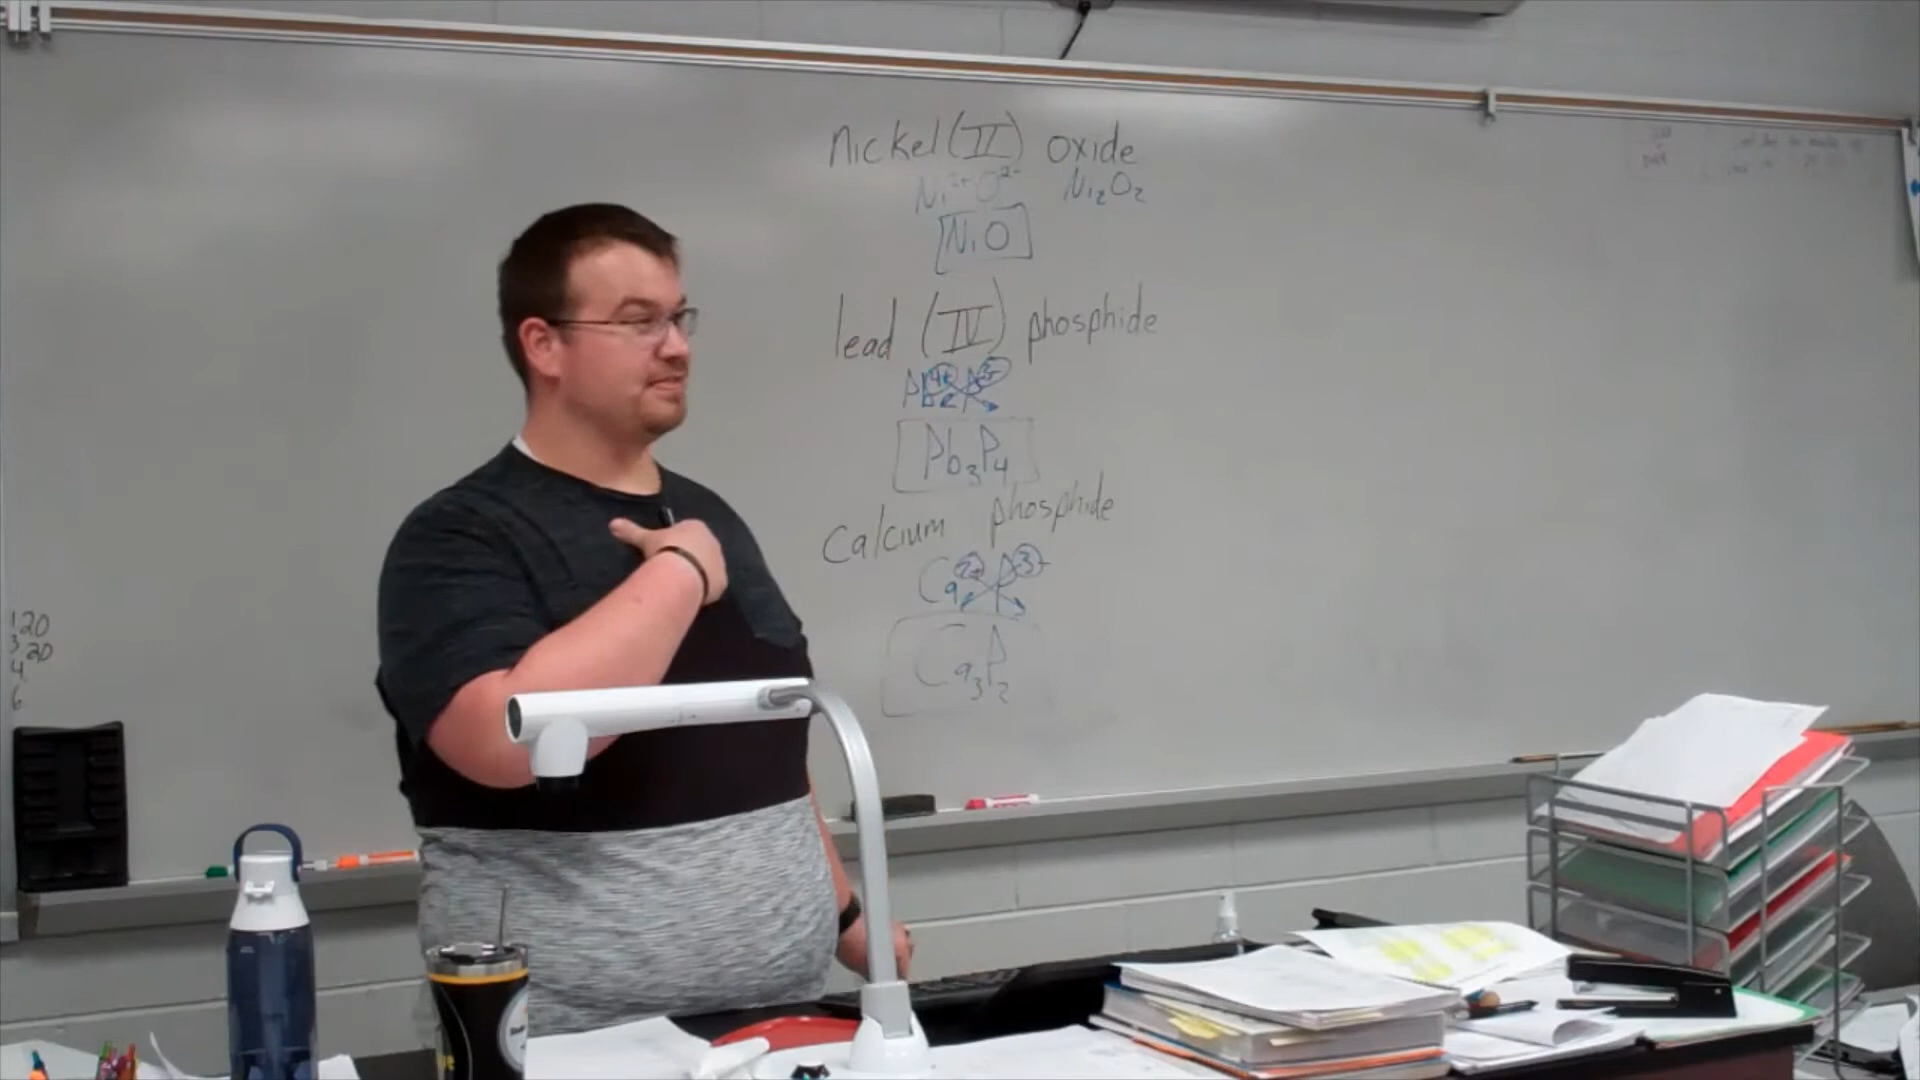 nickel (II) oxide
Ni²⁺ O²⁻ Ni₂O₂
NiO
lead (IV) phosphide
Pb⁴⁺ P³⁻
Pb₃P₄
Calcium phosphide
Ca²⁺ P³⁻
Ca₃P₂
1 20
3 20
4
6